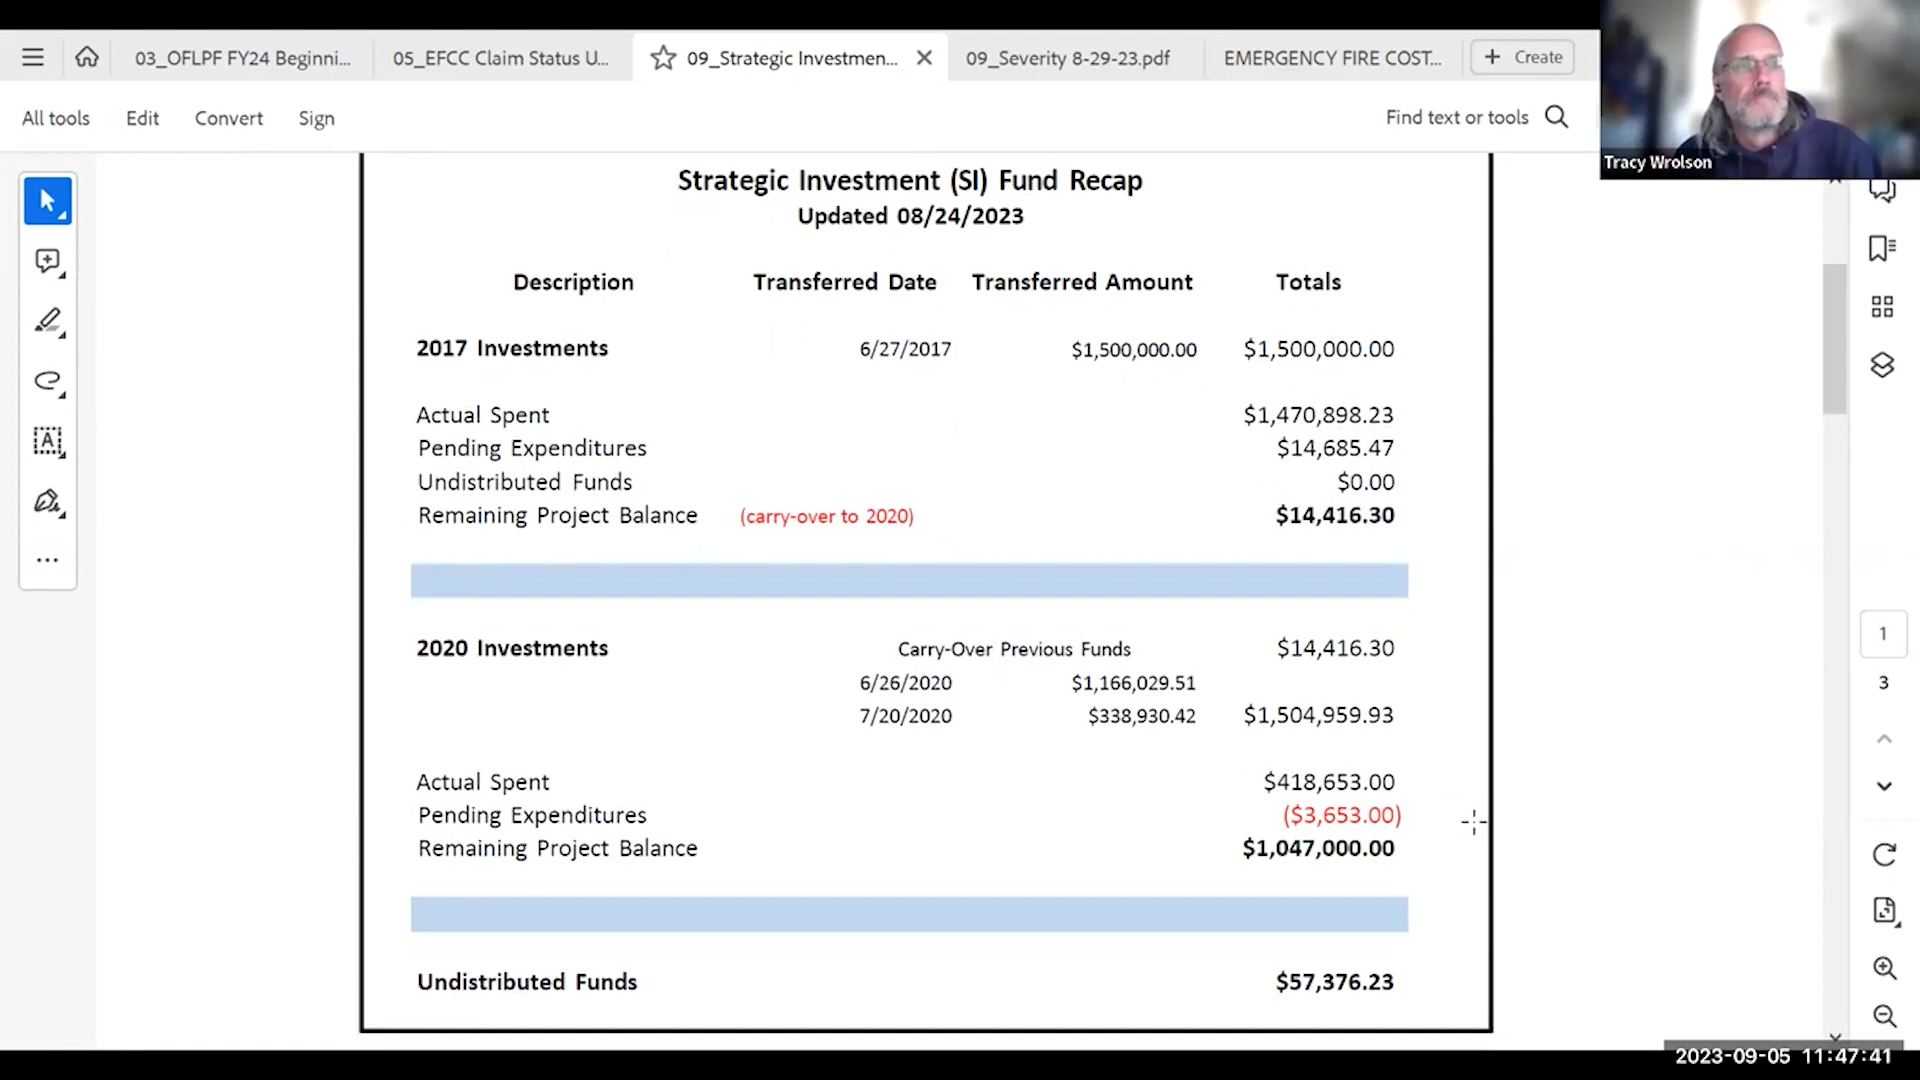 03_OFLPF FY24 Beginni...
05_EFCC Claim Status U...
09_Strategic Investmen...
09_Severity 8-29-23.pdf
EMERGENCY FIRE COST...
Create
All tools
Edit
Convert
Sign
Find text or tools
Tracy Wrolson
Strategic Investment (SI) Fund Recap
Updated 08/24/2023
Description Transferred Date Transferred Amount Totals
2017 Investments 6/27/2017 $1,500,000.00 $1,500,000.00
Actual Spent $1,470,898.23
Pending Expenditures $14,685.47
Undistributed Funds $0.00
Remaining Project Balance (carry-over to 2020) $14,416.30
2020 Investments Carry-Over Previous Funds $14,416.30
6/26/2020 $1,166,029.51
7/20/2020 $338,930.42 $1,504,959.93
Actual Spent $418,653.00
Pending Expenditures ($3,653.00)
Remaining Project Balance $1,047,000.00
Undistributed Funds $57,376.23
1
3
2023-09-05 11:47:41